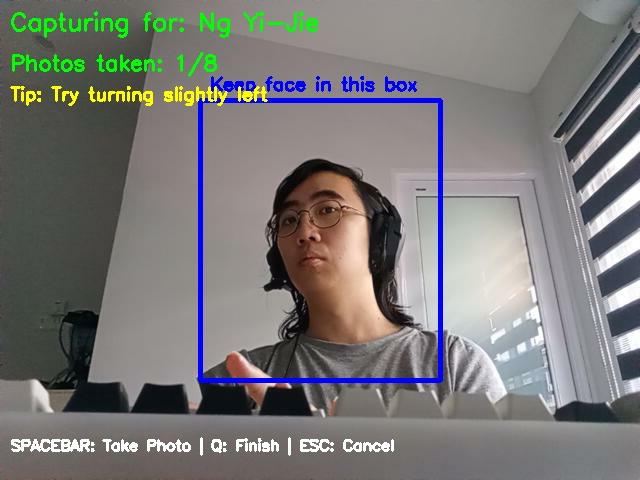 Capturing for: Ng Yi-Jie
Photos taken: 1/8
Keep face in this box
Tip: Try turning slightly left
SPACEBAR: Take Photo | Q: Finish | ESC: Cancel